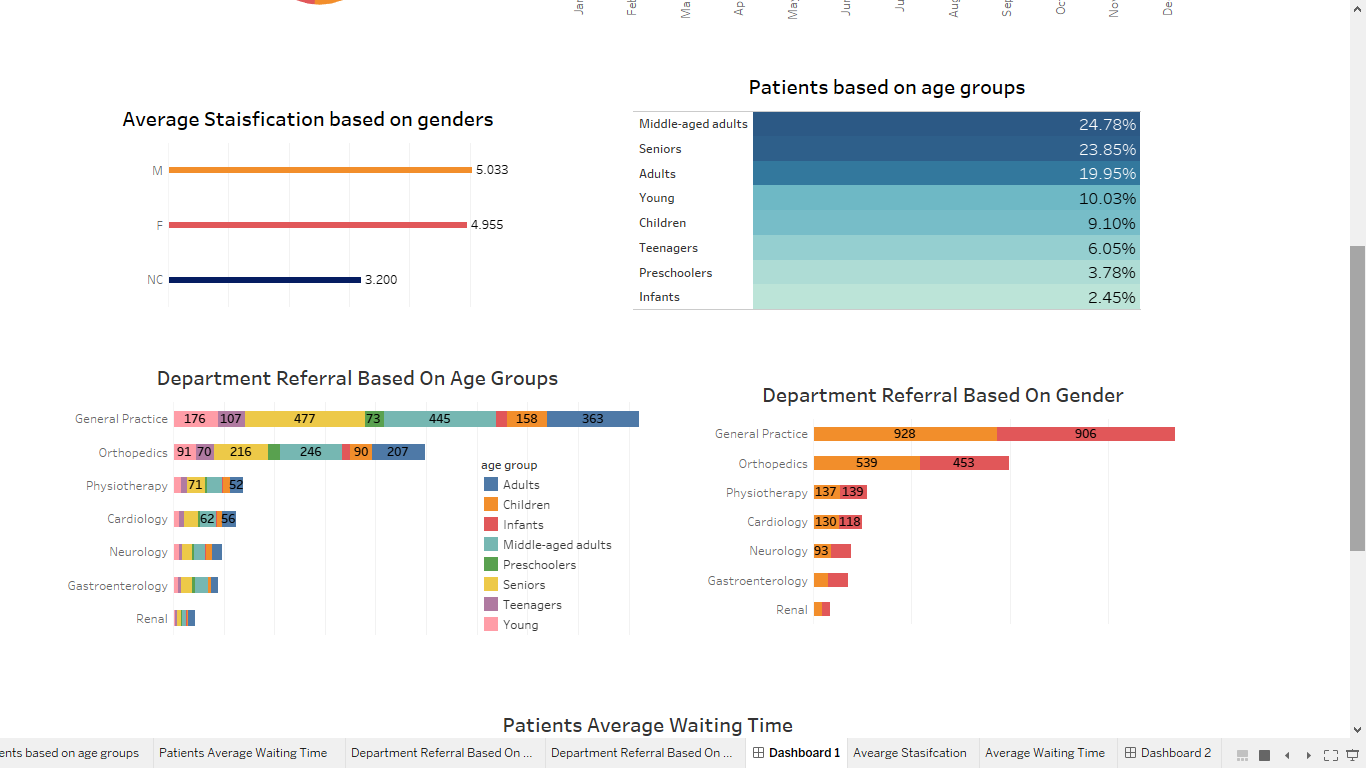 Jan
Feb
Ma
Ap
May
Jun
Ju
Aug
Sep
Oc
Nov
De
Patients based on age groups
Average Staisfication based on genders
M 5.033
F 4.955
NC 3.200
Middle-aged adults 24.78%
Seniors 23.85%
Adults 19.95%
Young 10.03%
Children 9.10%
Teenagers 6.05%
Preschoolers 3.78%
Infants 2.45%
Department Referral Based On Age Groups
General Practice 176 107 477 73 445 158 363
Orthopedics 91 70 216 246 90 207
Physiotherapy 71 52
Cardiology 62 56
Neurology
Gastroenterology
Renal
age group
Adults
Children
Infants
Middle-aged adults
Preschoolers
Seniors
Teenagers
Young
Department Referral Based On Gender
General Practice 928 906
Orthopedics 539 453
Physiotherapy 137 139
Cardiology 130 118
Neurology 93
Gastroenterology
Renal
Patients Average Waiting Time
ents based on age groups
Patients Average Waiting Time
Department Referral Based On ...
Department Referral Based On ...
Dashboard 1
Avearge Stasifcation
Average Waiting Time
Dashboard 2